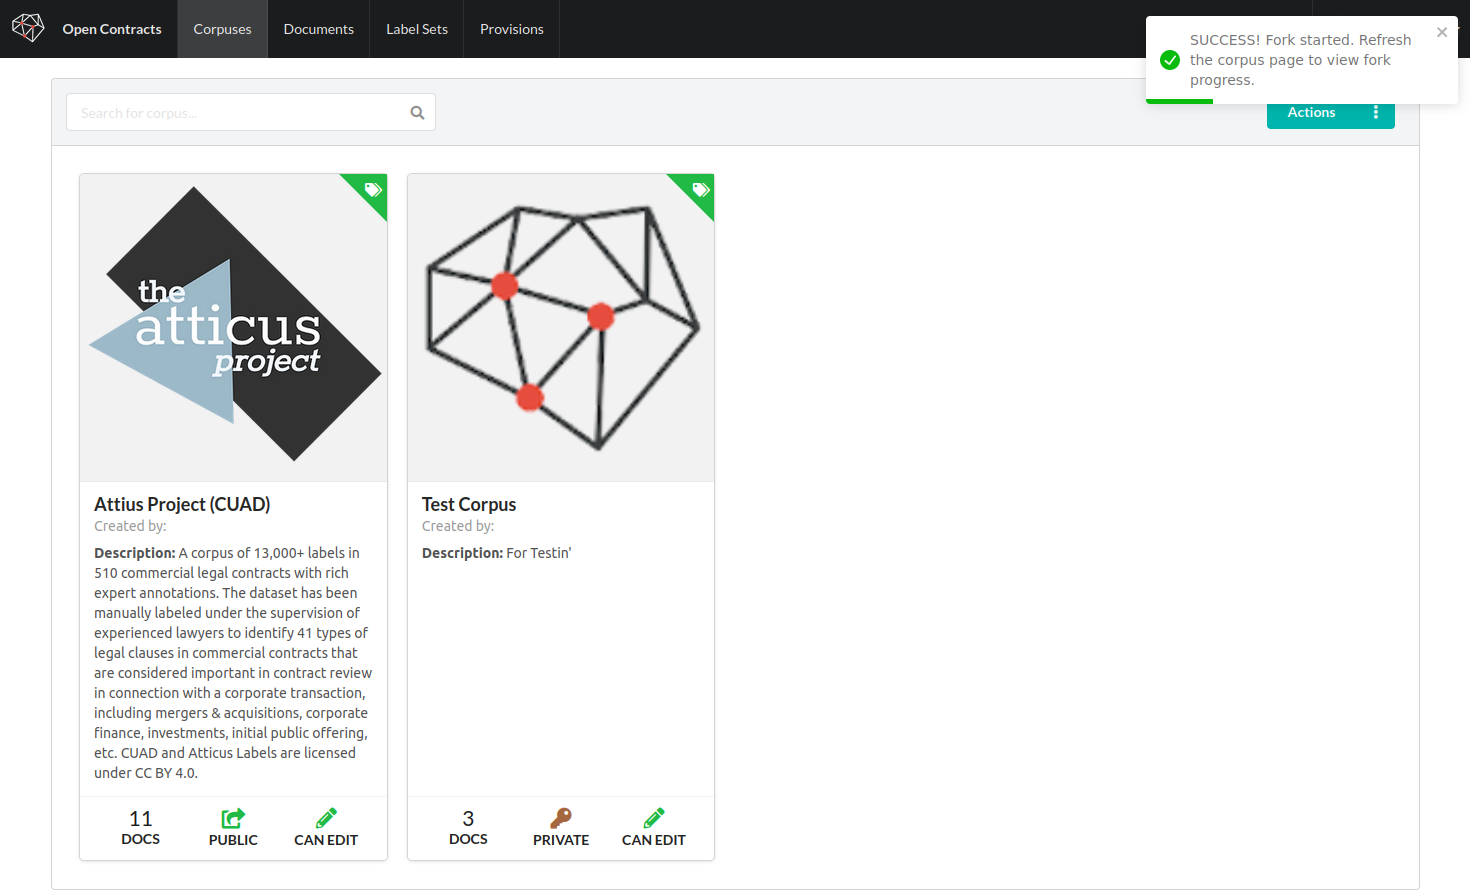 Open Contracts
Corpuses
Documents
Label Sets
Provisions
SUCCESS! Fork started. Refresh
the corpus page to view fork
progress.
Search for corpus...
Actions
the
atticus
project
Attius Project (CUAD)
Created by:
Description: A corpus of 13,000+ labels in
510 commercial legal contracts with rich
expert annotations. The dataset has been
manually labeled under the supervision of
experienced lawyers to identify 41 types of
legal clauses in commercial contracts that
are considered important in contract review
in connection with a corporate transaction,
including mergers & acquisitions, corporate
finance, investments, initial public offering,
etc. CUAD and Atticus Labels are licensed
under CC BY 4.0.
11
DOCS
PUBLIC
CAN EDIT
Test Corpus
Created by:
Description: For Testin'
3
DOCS
PRIVATE
CAN EDIT